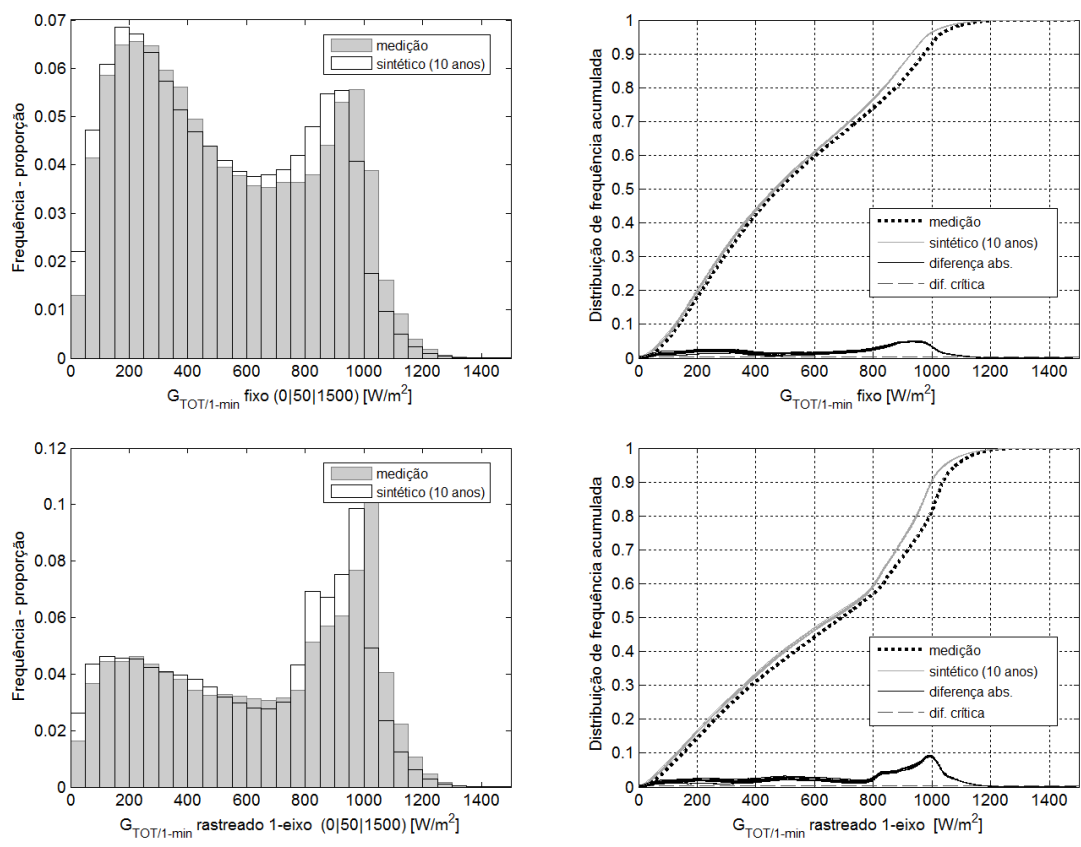 0.07
0.06
0.05
0.04
0.03
0.02
0.01
0
Frequência - proporção
medição
sintético (10 anos)
0 200 400 600 800 1000 1200 1400
G_TOT/1-min fixo (0|50|1500) [W/m²]
1
0.9
0.8
0.7
0.6
0.5
0.4
0.3
0.2
0.1
0
Distribuição de frequência acumulada
medição
sintético (10 anos)
diferença abs.
dif. crítica
0 200 400 600 800 1000 1200 1400
G_TOT/1-min fixo [W/m²]
0.12
0.1
0.08
0.06
0.04
0.02
0
Frequência - proporção
medição
sintético (10 anos)
0 200 400 600 800 1000 1200 1400
G_TOT/1-min rastreado 1-eixo (0|50|1500) [W/m²]
1
0.9
0.8
0.7
0.6
0.5
0.4
0.3
0.2
0.1
0
Distribuição de frequência acumulada
medição
sintético (10 anos)
diferença abs.
dif. crítica
0 200 400 600 800 1000 1200 1400
G_TOT/1-min rastreado 1-eixo [W/m²]